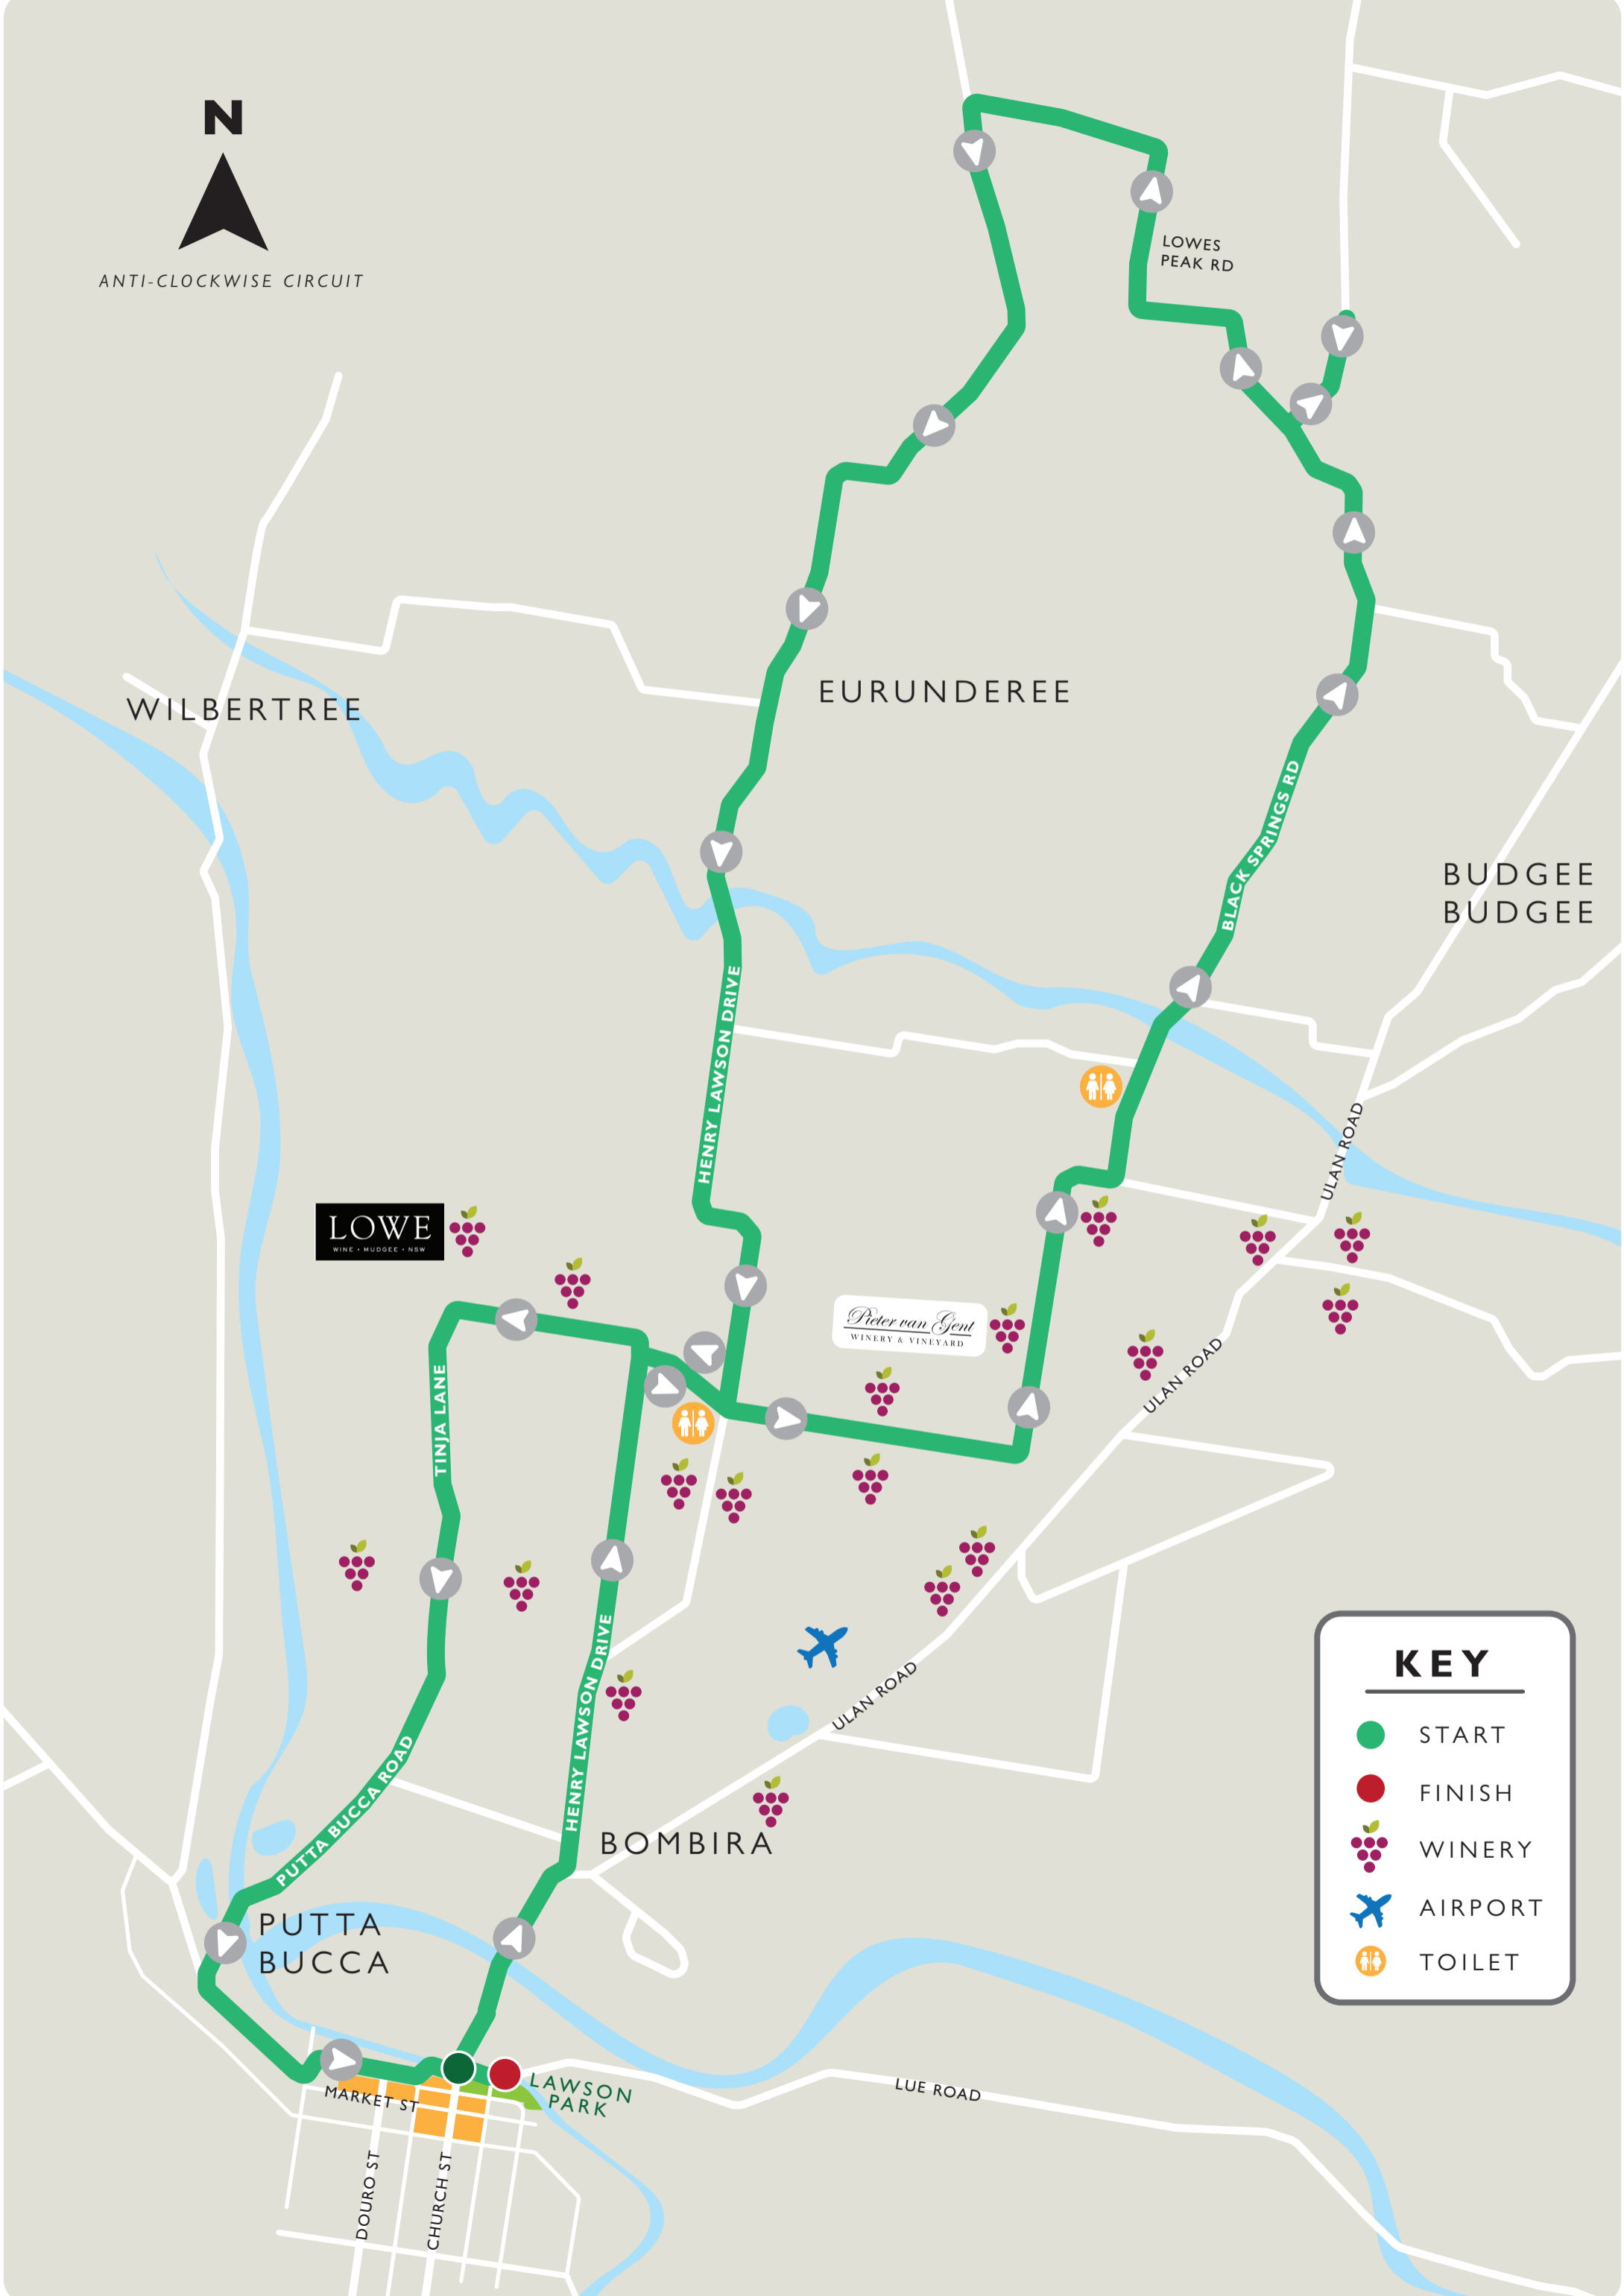 N
ANTI-CLOCKWISE CIRCUIT
LOWES
PEAK RD
EURUNDEREE
WILBERTREE
BLACK SPRINGS RD
BUDGEE
BUDGEE
HENRY LAWSON DRIVE
ULAN ROAD
LOWE
WINE • MUDGEE • NSW
Pieter van Gent
WINERY & VINEYARD
ULAN ROAD
TINJA LANE
HENRY LAWSON DRIVE
ULAN ROAD
PUTTA BUCCA ROAD
BOMBIRA
PUTTA
BUCCA
KEY
START
FINISH
WINERY
AIRPORT
TOILET
LAWSON
PARK
MARKET ST
LUE ROAD
DOURO ST
CHURCH ST